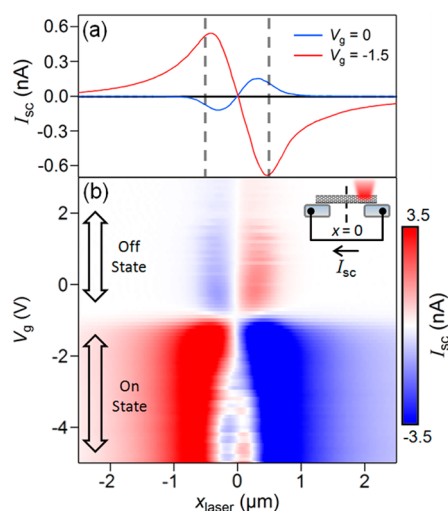 (a)
V_g = 0
V_g = -1.5
0.6
0.3
0.0
-0.3
-0.6
I_sc (nA)
(b)
2
0
-2
-4
V_g (V)
Off
State
On
State
x = 0
I_sc
3.5
-3.5
I_sc (nA)
-2 -1 0 1 2
x_laser (μm)